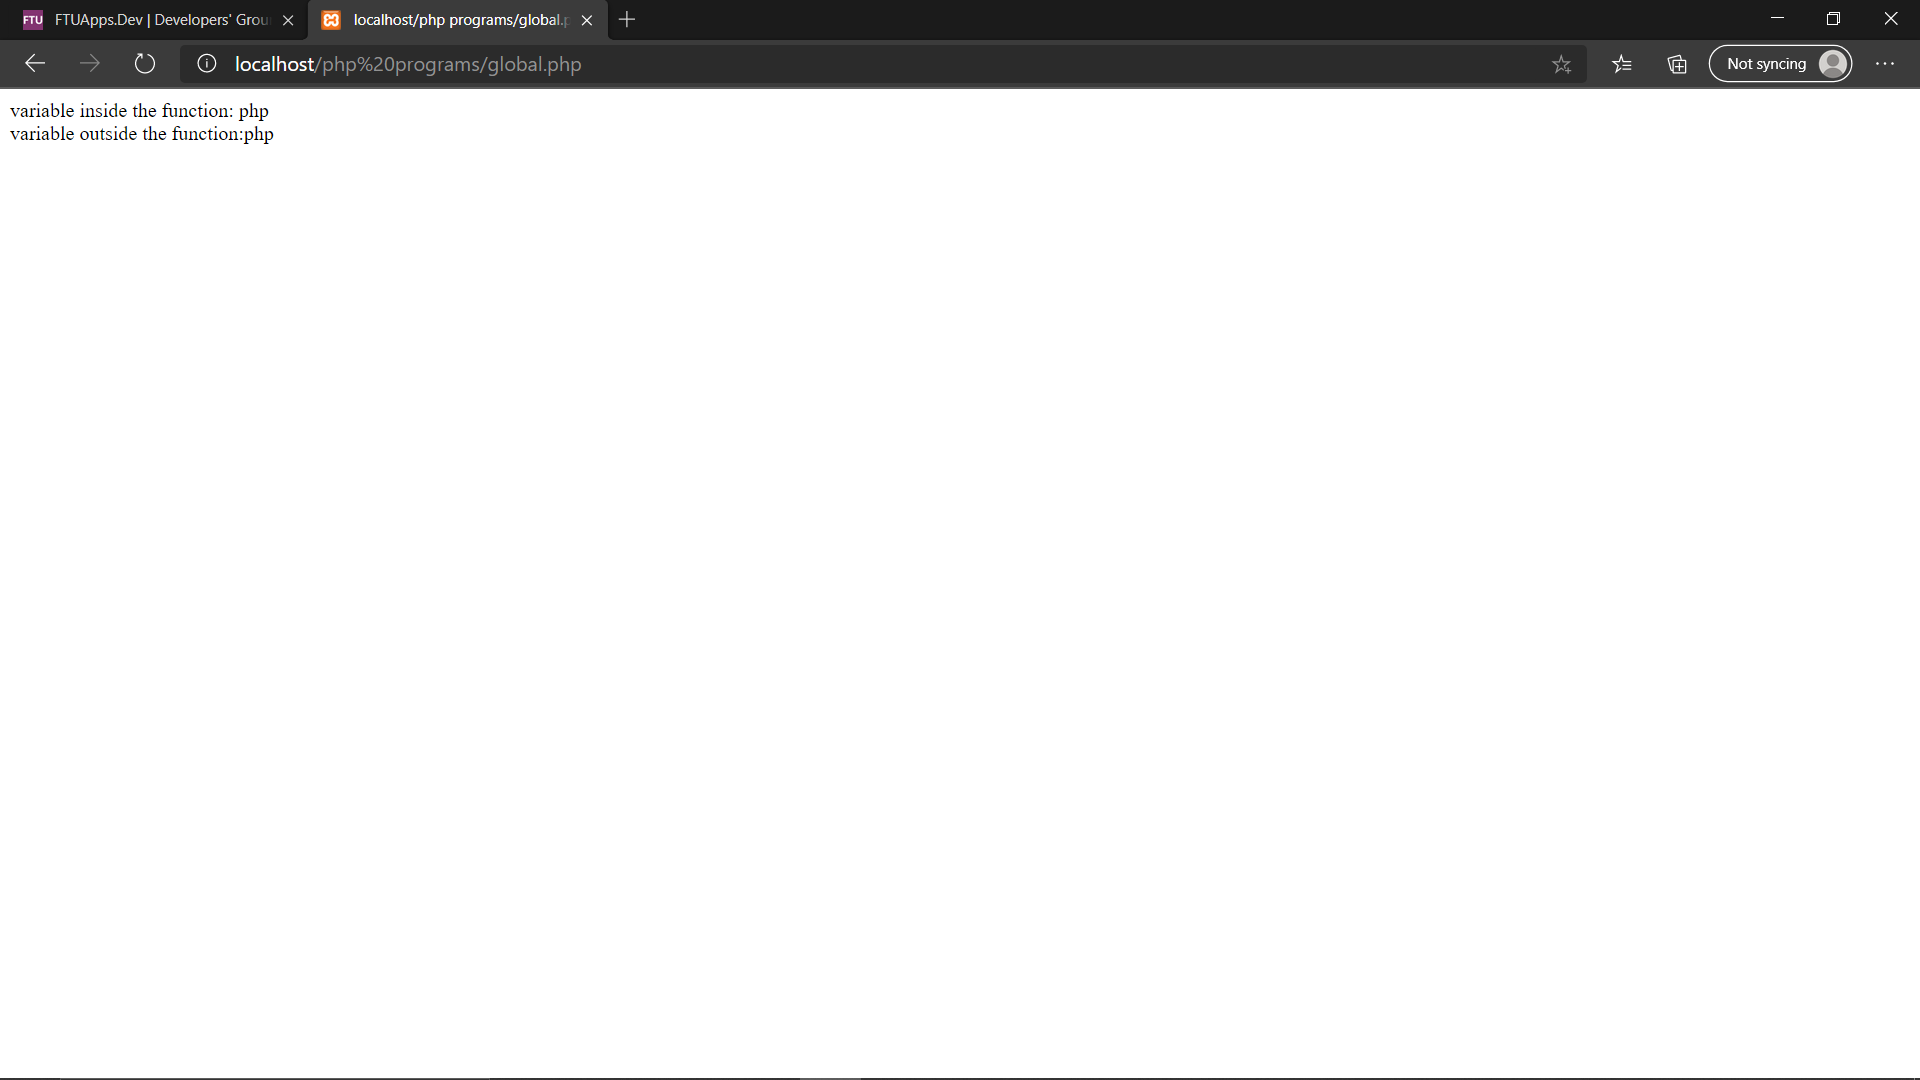 FTU FTUApps.Dev | Developers' Grou
localhost/php programs/global.p
localhost/php%20programs/global.php
Not syncing
variable inside the function: php
variable outside the function:php